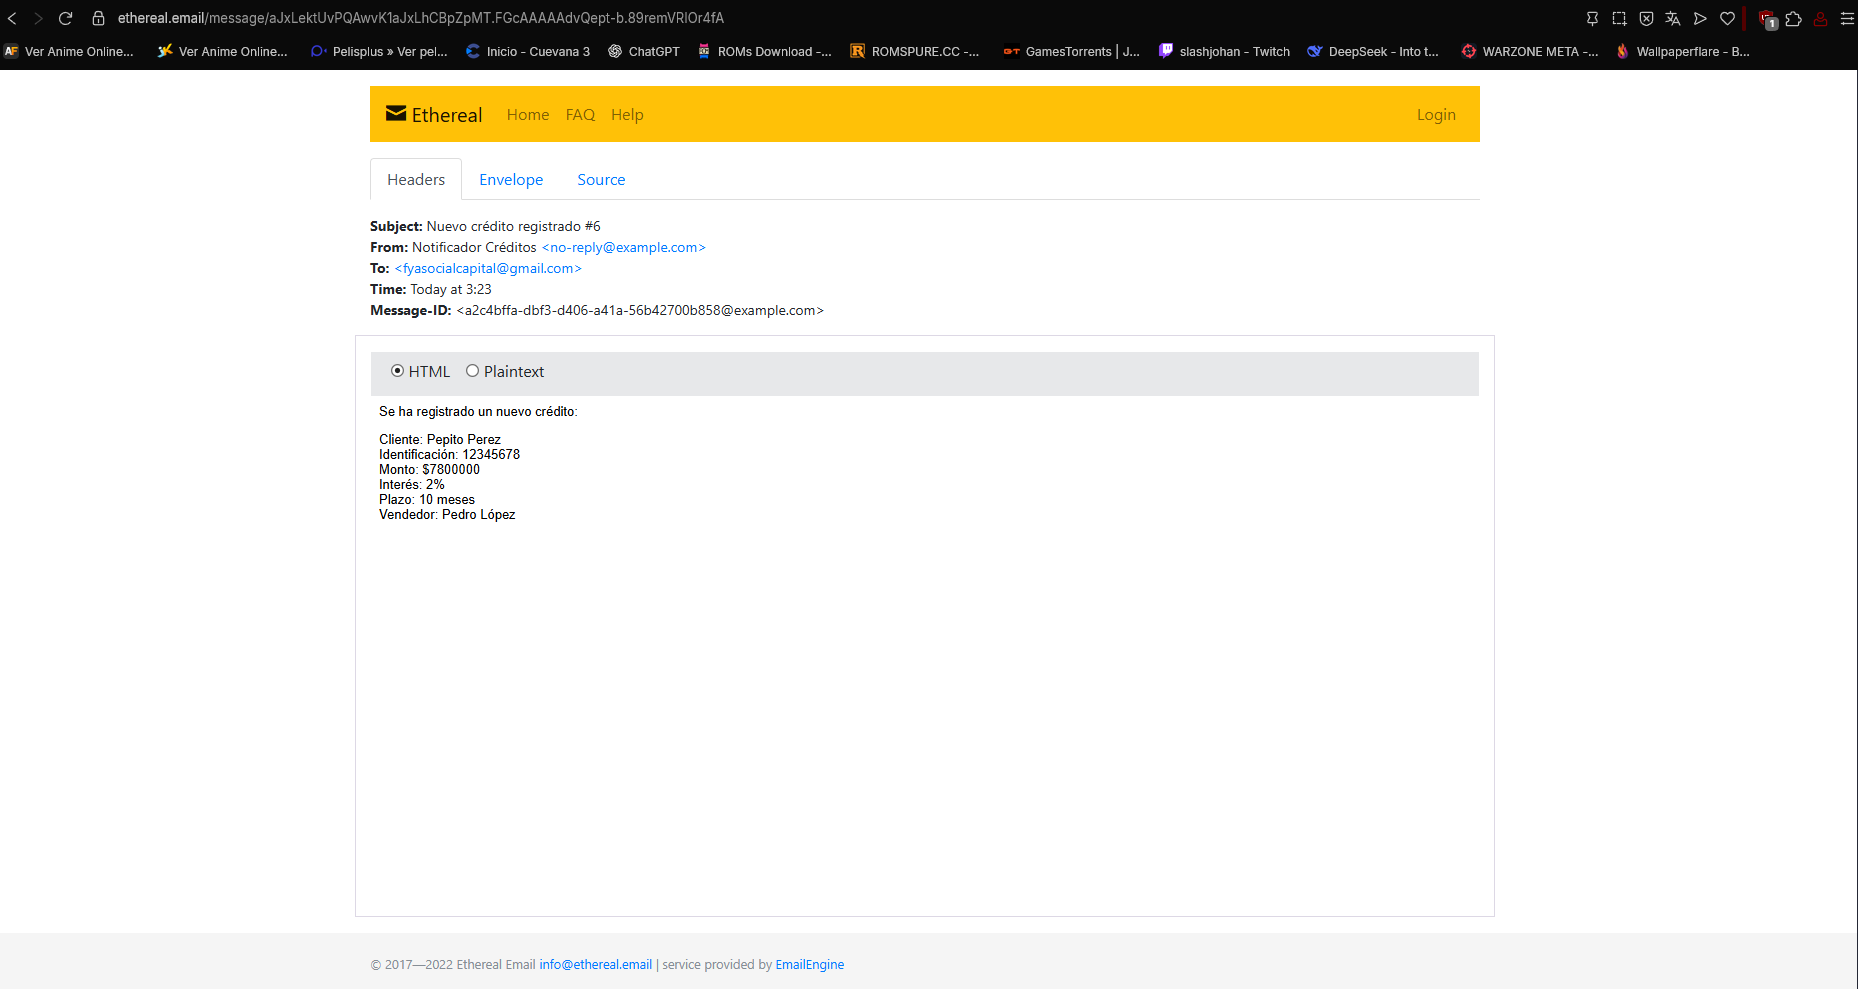 ethereal.email/message/aJxLektUvPQAwvK1aJxLhCBpZpMT.FGcAAAAAdvQept-b.89remVRlOr4fA
1
AF Ver Anime Online...
Ver Anime Online...
Pelisplus » Ver pel...
Inicio - Cuevana 3
ChatGPT
ROMs Download -...
R ROMSPURE.CC -...
GT GamesTorrents | J...
slashjohan - Twitch
DeepSeek - Into t...
WARZONE META -...
Wallpaperflare - B...
Ethereal Home FAQ Help Login
Headers Envelope Source
Subject: Nuevo crédito registrado #6
From: Notificador Créditos <no-reply@example.com>
To: <fyasocialcapital@gmail.com>
Time: Today at 3:23
Message-ID: <a2c4bffa-dbf3-d406-a41a-56b42700b858@example.com>
HTML Plaintext
Se ha registrado un nuevo crédito:
Cliente: Pepito Perez
Identificación: 12345678
Monto: $7800000
Interés: 2%
Plazo: 10 meses
Vendedor: Pedro López
© 2017—2022 Ethereal Email info@ethereal.email | service provided by EmailEngine